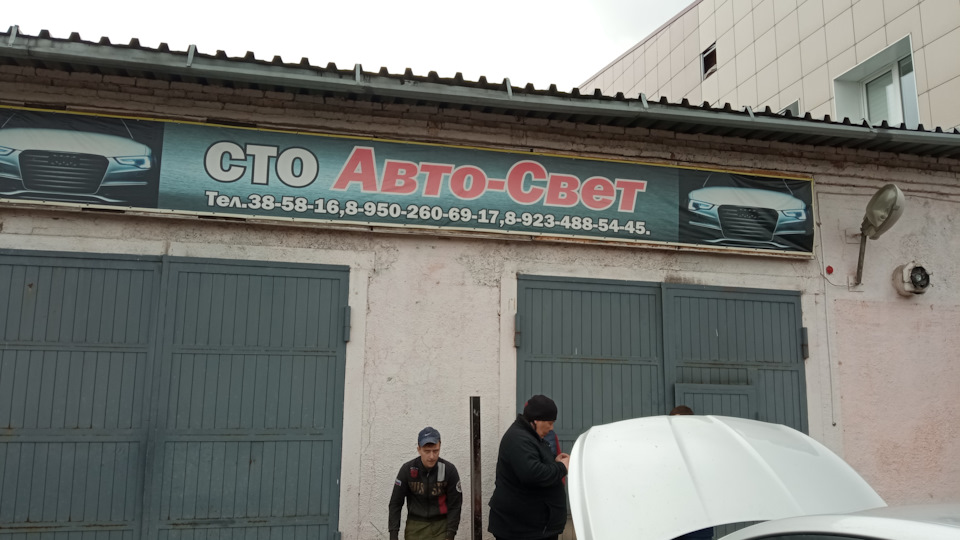 СТО Авто-Свет
Тел.38-58-16,8-950-260-69-17,8-923-488-54-45.